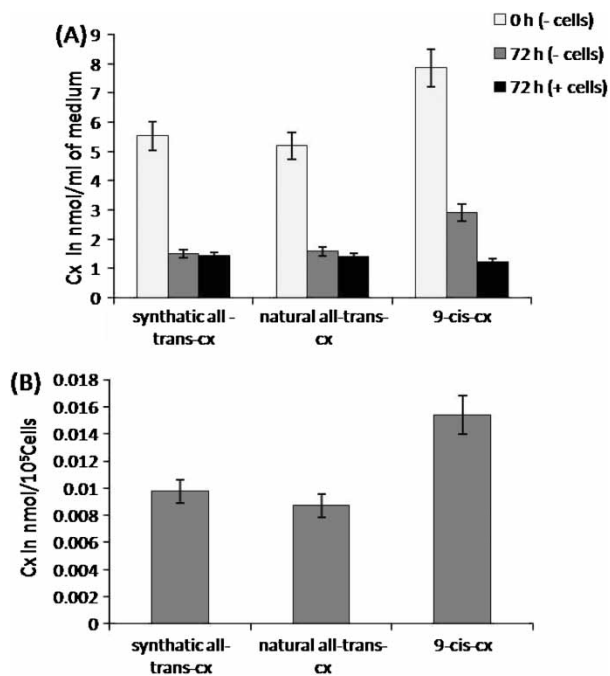 (A)
0 h (- cells)
72 h (- cells)
72 h (+ cells)
Cx In nmol/ml of medium
9
8
7
6
5
4
3
2
1
0
synthetic all -
trans-cx
natural all-trans-
cx
9-cis-cx
(B)
Cx In nmol/10⁵Cells
0.018
0.016
0.014
0.012
0.01
0.008
0.006
0.004
0.002
0
synthetic all-
trans-cx
natural all-trans-
cx
9-cis-cx